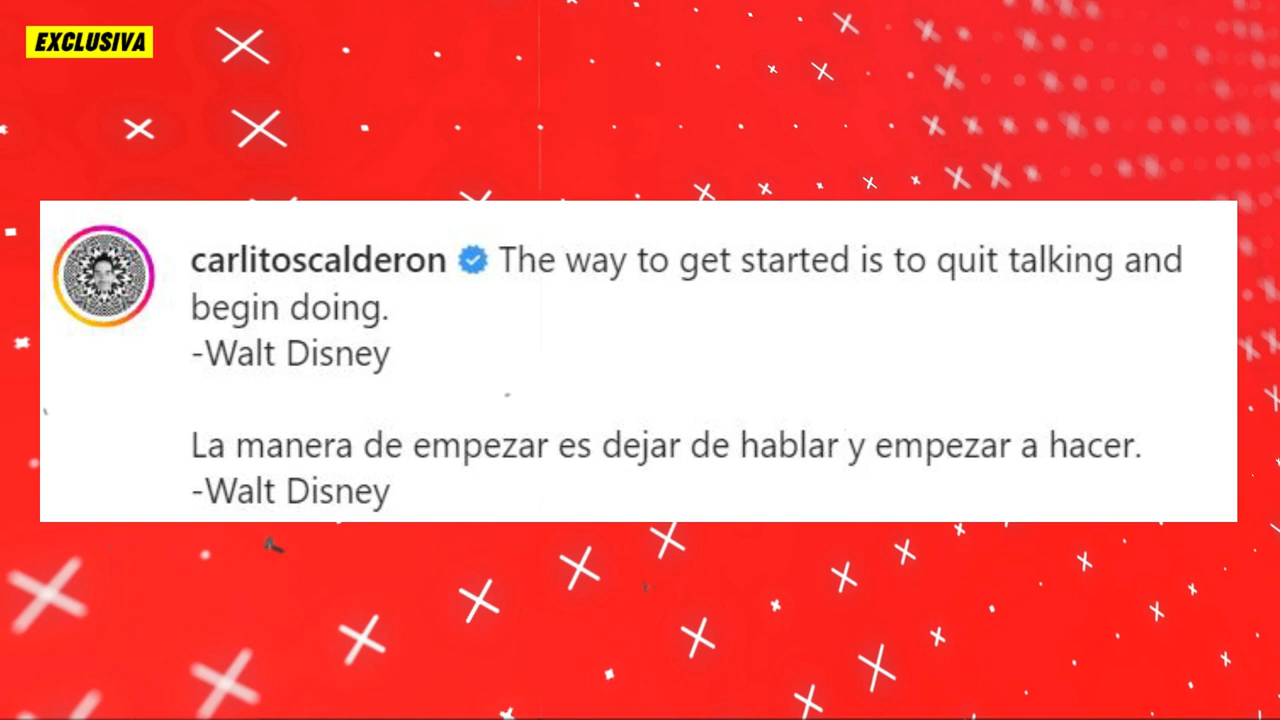 EXCLUSIVA
carlitoscalderon The way to get started is to quit talking and
begin doing.
-Walt Disney
La manera de empezar es dejar de hablar y empezar a hacer.
-Walt Disney